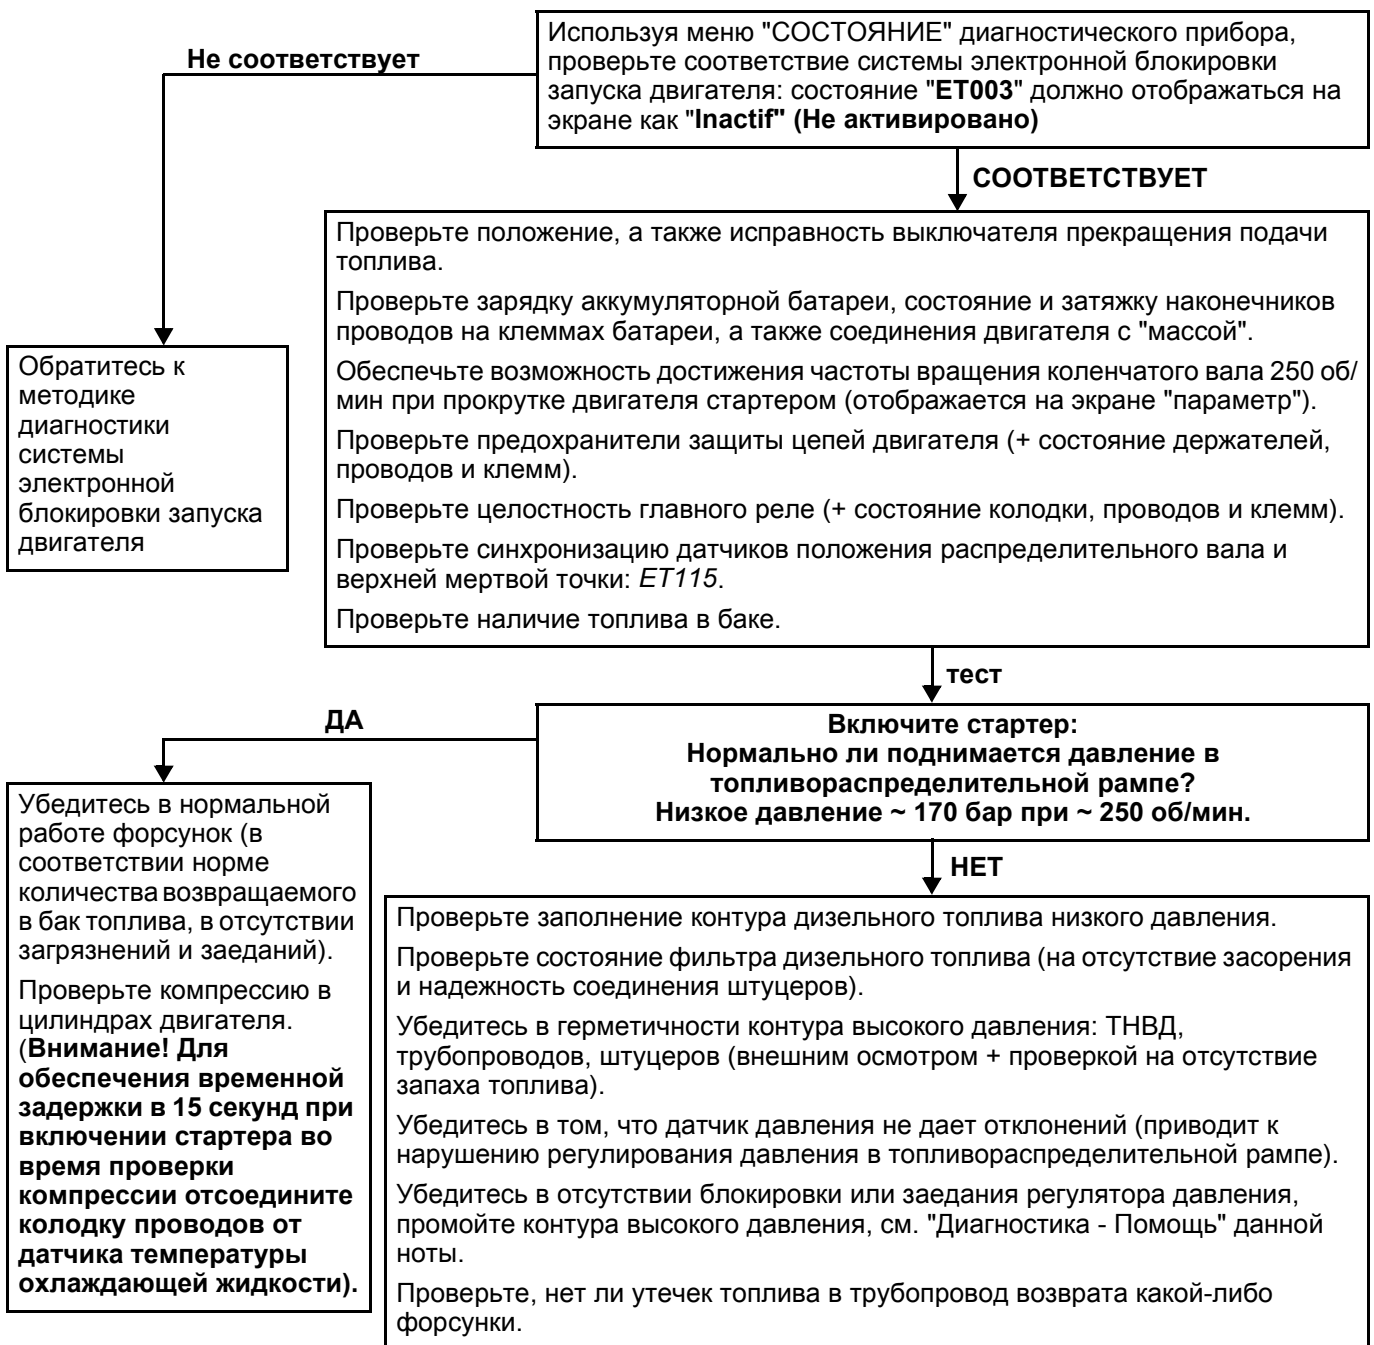 Используя меню "СОСТОЯНИЕ" диагностического прибора,
проверьте соответствие системы электронной блокировки
запуска двигателя: состояние "ET003" должно отображаться на
экране как "Inactif" (Не активировано)
Не соответствует
СООТВЕТСТВУЕТ
Обратитесь к
методике
диагностики
системы
электронной
блокировки запуска
двигателя
Проверьте положение, а также исправность выключателя прекращения подачи
топлива.
Проверьте зарядку аккумуляторной батареи, состояние и затяжку наконечников
проводов на клеммах батареи, а также соединения двигателя с "массой".
Обеспечьте возможность достижения частоты вращения коленчатого вала 250 об/
мин при прокрутке двигателя стартером (отображается на экране "параметр").
Проверьте предохранители защиты цепей двигателя (+ состояние держателей,
проводов и клемм).
Проверьте целостность главного реле (+ состояние колодки, проводов и клемм).
Проверьте синхронизацию датчиков положения распределительного вала и
верхней мертвой точки: ET115.
Проверьте наличие топлива в баке.
тест
Включите стартер:
Нормально ли поднимается давление в
топливораспределительной рампе?
Низкое давление ~ 170 бар при ~ 250 об/мин.
ДА
НЕТ
Убедитесь в нормальной
работе форсунок (в
соответствии норме
количества возвращаемого
в бак топлива, в отсутствии
загрязнений и заеданий).
Проверьте компрессию в
цилиндрах двигателя.
(Внимание! Для
обеспечения временной
задержки в 15 секунд при
включении стартера во
время проверки
компрессии отсоедините
колодку проводов от
датчика температуры
охлаждающей жидкости).
Проверьте заполнение контура дизельного топлива низкого давления.
Проверьте состояние фильтра дизельного топлива (на отсутствие засорения
и надежность соединения штуцеров).
Убедитесь в герметичности контура высокого давления: ТНВД,
трубопроводов, штуцеров (внешним осмотром + проверкой на отсутствие
запаха топлива).
Убедитесь в том, что датчик давления не дает отклонений (приводит к
нарушению регулирования давления в топливораспределительной рампе).
Убедитесь в отсутствии блокировки или заедания регулятора давления,
промойте контура высокого давления, см. "Диагностика - Помощь" данной
ноты.
Проверьте, нет ли утечек топлива в трубопровод возврата какой-либо
форсунки.